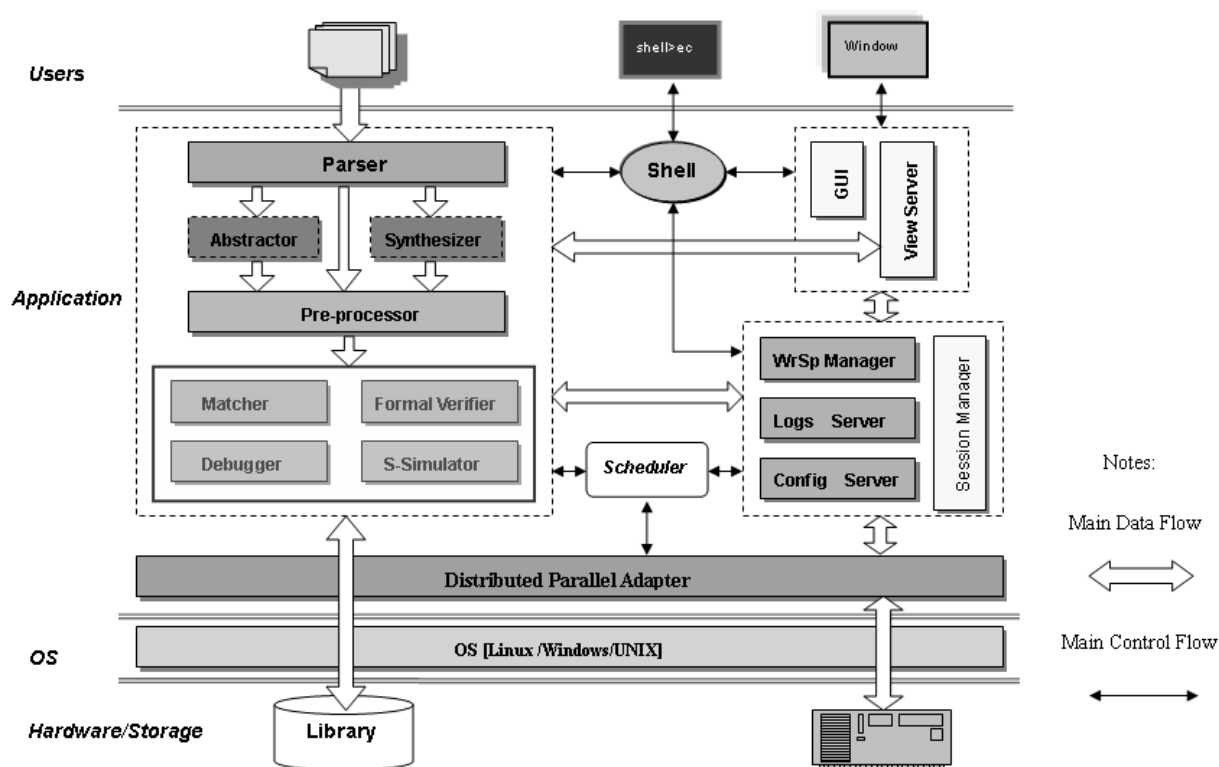 shell>ec
Window
Users
Parser
Shell
GUI
View Server
Abstractor
Synthesizer
Application
Pre-processor
WrSp Manager
Session Manager
Matcher
Formal Verifier
Logs Server
Debugger
S-Simulator
Scheduler
Config Server
Notes:
Main Data Flow
Distributed Parallel Adapter
OS
OS [Linux /Windows/UNIX]
Main Control Flow
Hardware/Storage
Library